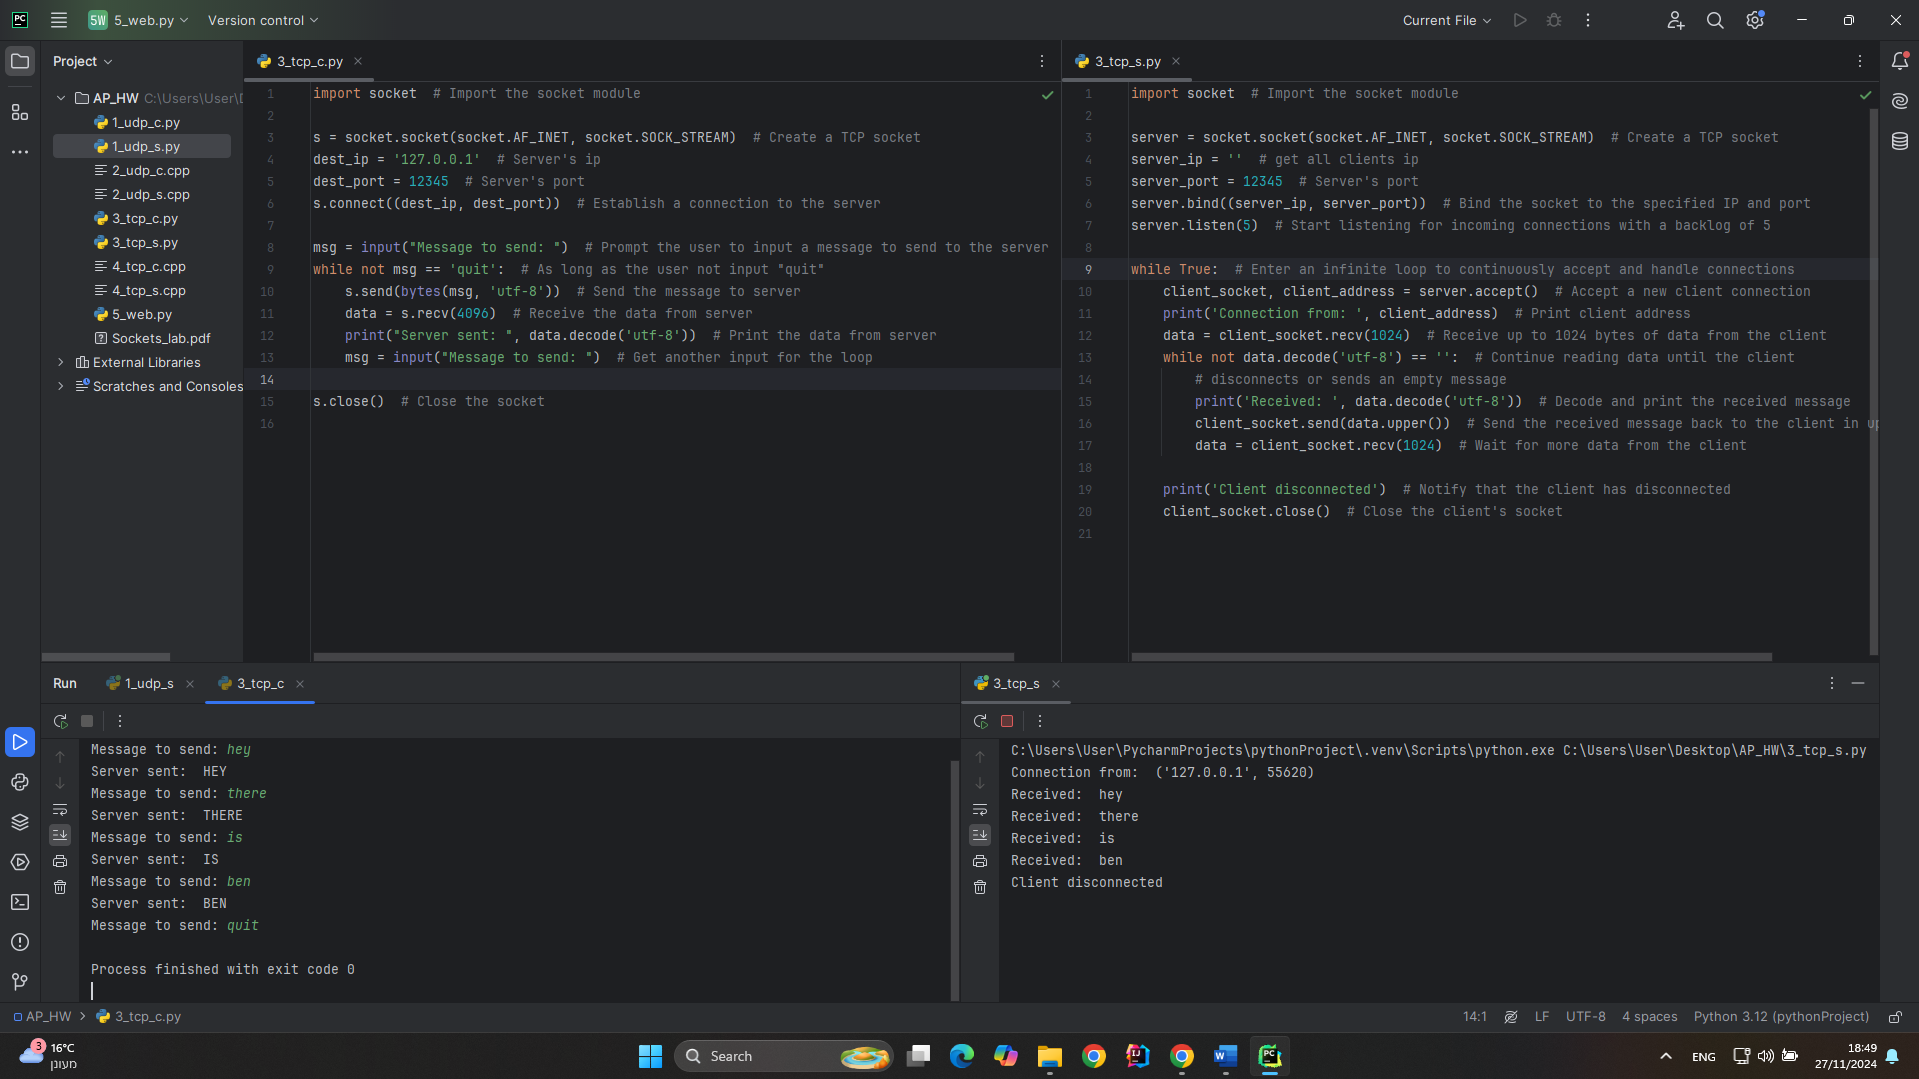 PC
SW 5_web.py Version control Current File
Project
AP_HW C:\Users\User\D
1_udp_c.py
1_udp_s.py
2_udp_c.cpp
2_udp_s.cpp
3_tcp_c.py
3_tcp_s.py
4_tcp_c.cpp
4_tcp_s.cpp
5_web.py
Sockets_lab.pdf
External Libraries
Scratches and Consoles
3_tcp_c.py
1 import socket  # Import the socket module
2
3 s = socket.socket(socket.AF_INET, socket.SOCK_STREAM)  # Create a TCP socket
4 dest_ip = '127.0.0.1'  # Server's ip
5 dest_port = 12345  # Server's port
6 s.connect((dest_ip, dest_port))  # Establish a connection to the server
7
8 msg = input("Message to send: ")  # Prompt the user to input a message to send to the server
9 while not msg == 'quit':  # As long as the user not input "quit"
10     s.send(bytes(msg, 'utf-8'))  # Send the message to server
11     data = s.recv(4096)  # Receive the data from server
12     print("Server sent: ", data.decode('utf-8'))  # Print the data from server
13     msg = input("Message to send: ")  # Get another input for the loop
14
15 s.close()  # Close the socket
16
3_tcp_s.py
1 import socket  # Import the socket module
2
3 server = socket.socket(socket.AF_INET, socket.SOCK_STREAM)  # Create a TCP socket
4 server_ip = ''  # get all clients ip
5 server_port = 12345  # Server's port
6 server.bind((server_ip, server_port))  # Bind the socket to the specified IP and port
7 server.listen(5)  # Start listening for incoming connections with a backlog of 5
8
9 while True:  # Enter an infinite loop to continuously accept and handle connections
10     client_socket, client_address = server.accept()  # Accept a new client connection
11     print('Connection from: ', client_address)  # Print client address
12     data = client_socket.recv(1024)  # Receive up to 1024 bytes of data from the client
13     while not data.decode('utf-8') == '':  # Continue reading data until the client
14         # disconnects or sends an empty message
15         print('Received: ', data.decode('utf-8'))  # Decode and print the received message
16         client_socket.send(data.upper())  # Send the received message back to the client in up
17         data = client_socket.recv(1024)  # Wait for more data from the client
18
19     print('Client disconnected')  # Notify that the client has disconnected
20     client_socket.close()  # Close the client's socket
21
Run 1_udp_s 3_tcp_c
Message to send: hey
Server sent:  HEY
Message to send: there
Server sent:  THERE
Message to send: is
Server sent:  IS
Message to send: ben
Server sent:  BEN
Message to send: quit
Process finished with exit code 0
3_tcp_s
C:\Users\User\PycharmProjects\pythonProject\.venv\Scripts\python.exe C:\Users\User\Desktop\AP_HW\3_tcp_s.py
Connection from:  ('127.0.0.1', 55620)
Received:  hey
Received:  there
Received:  is
Received:  ben
Client disconnected
AP_HW 3_tcp_c.py 14:1 LF UTF-8 4 spaces Python 3.12 (pythonProject)
3 16°C
מעונן
Search
ENG
18:49
27/11/2024